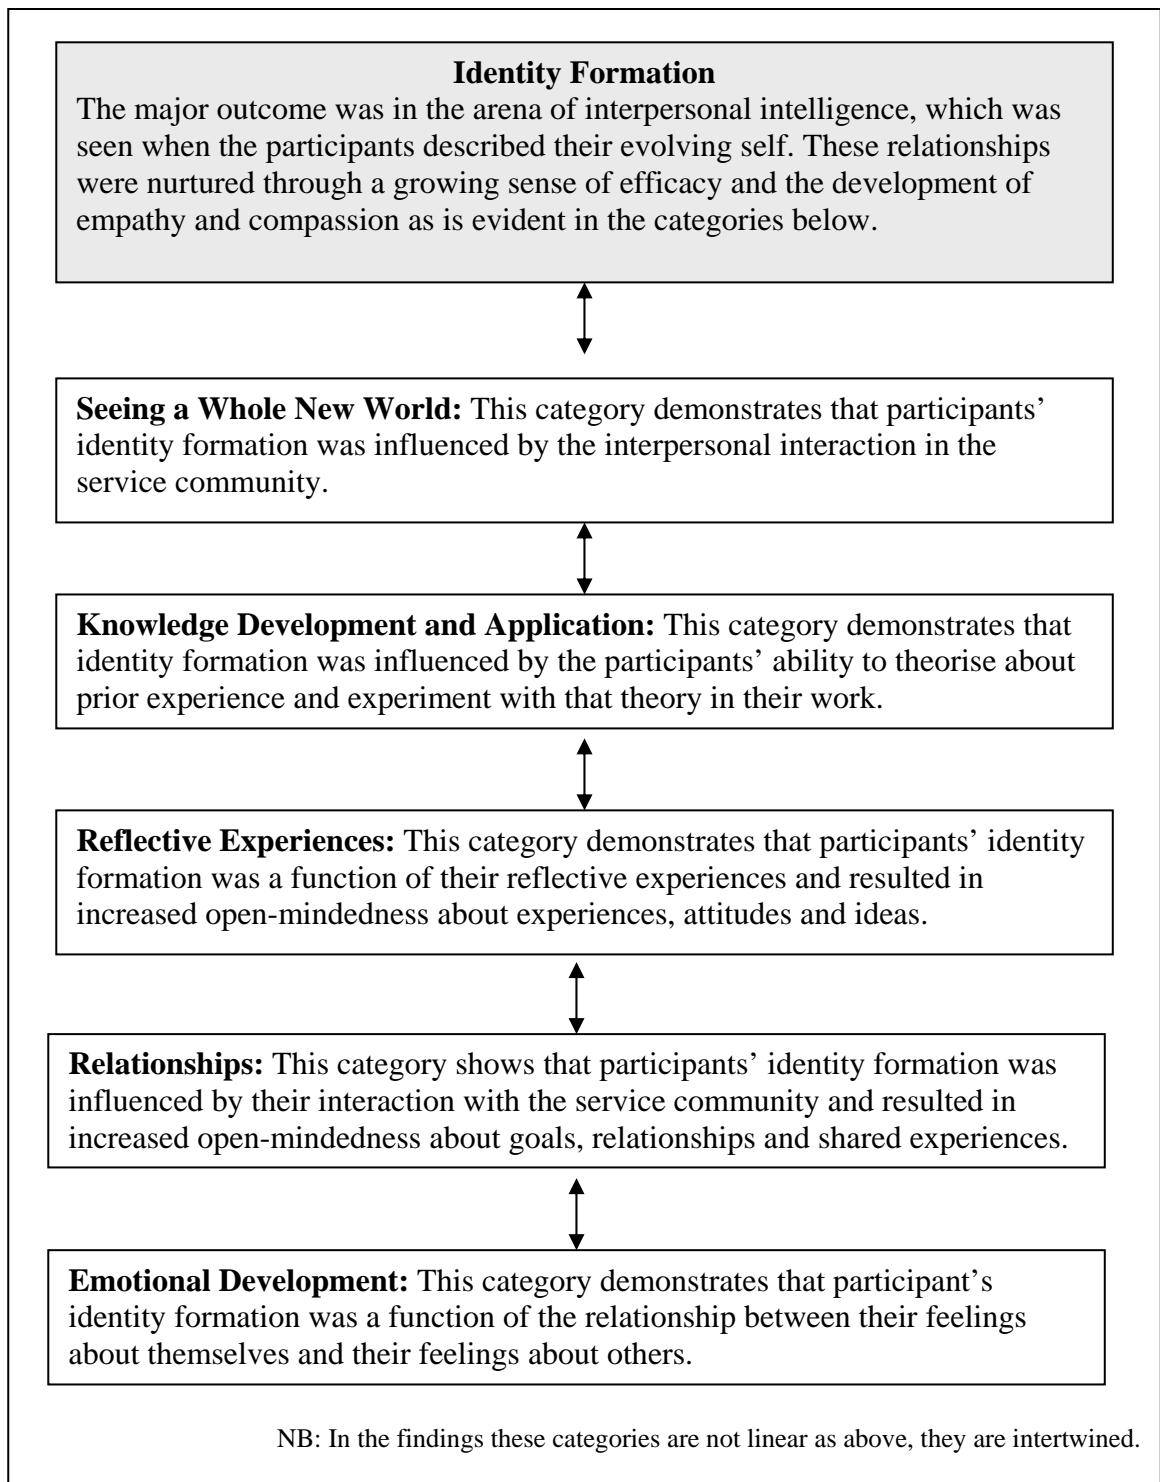 Identity Formation
The major outcome was in the arena of interpersonal intelligence, which was
seen when the participants described their evolving self. These relationships
were nurtured through a growing sense of efficacy and the development of
empathy and compassion as is evident in the categories below.
Seeing a Whole New World: This category demonstrates that participants’
identity formation was influenced by the interpersonal interaction in the
service community.
Knowledge Development and Application: This category demonstrates that
identity formation was influenced by the participants’ ability to theorise about
prior experience and experiment with that theory in their work.
Reflective Experiences: This category demonstrates that participants’ identity
formation was a function of their reflective experiences and resulted in
increased open-mindedness about experiences, attitudes and ideas.
Relationships: This category shows that participants’ identity formation was
influenced by their interaction with the service community and resulted in
increased open-mindedness about goals, relationships and shared experiences.
Emotional Development: This category demonstrates that participant’s
identity formation was a function of the relationship between their feelings
about themselves and their feelings about others.
NB: In the findings these categories are not linear as above, they are intertwined.